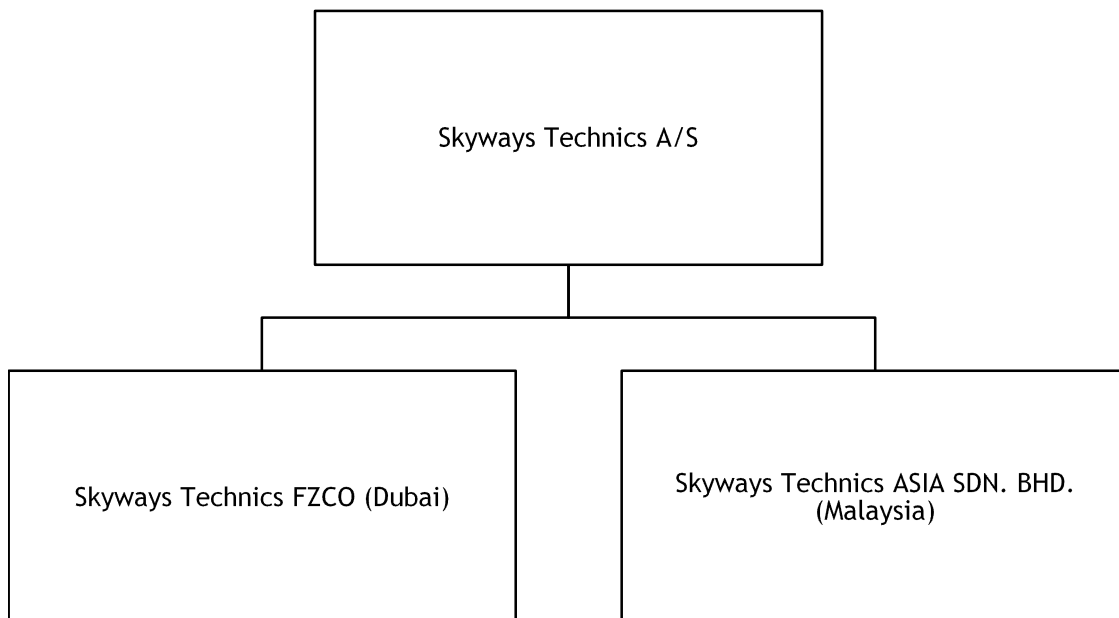 Skyways Technics A/S
Skyways Technics FZCO (Dubai)
Skyways Technics ASIA SDN. BHD.
(Malaysia)